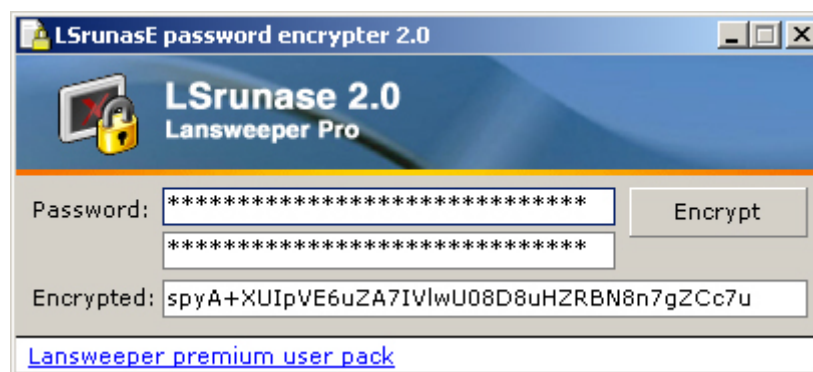 LSrunasE password encrypter 2.0
LSrunase 2.0
Lansweeper Pro
Password: ****************************** Encrypt
******************************
Encrypted: spyA+XUIpVE6uZA7IVlwU08D8uHZRBN8n7gZCc7u
Lansweeper premium user pack